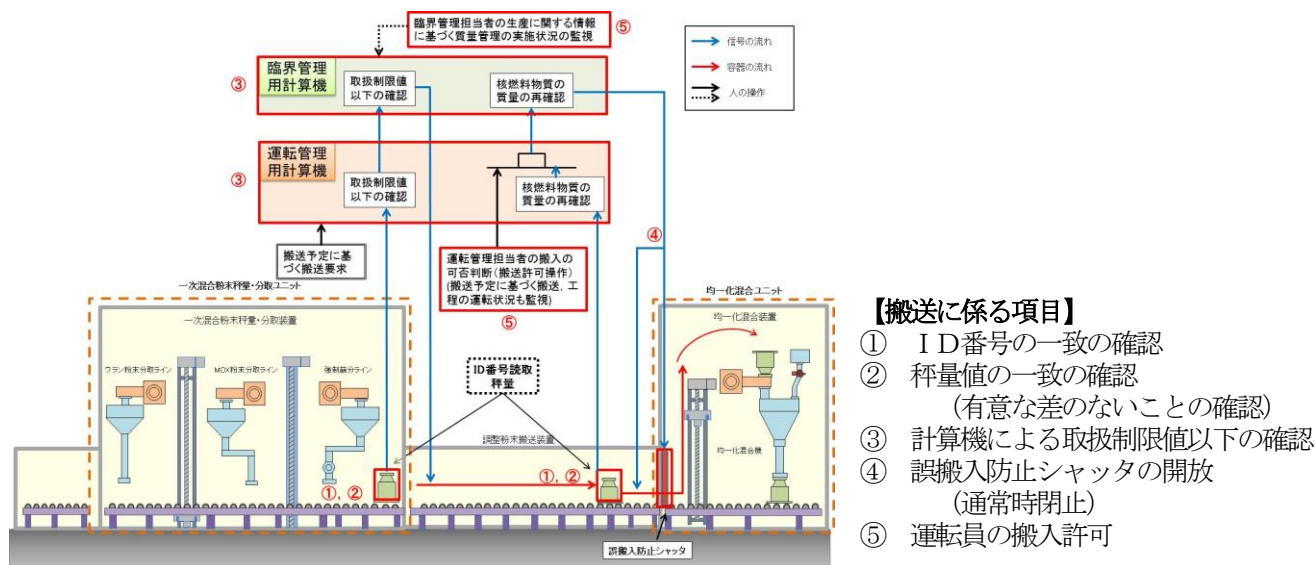 臨界管理担当者の生産に関する情報
に基づく質量管理の実施状況の監視
⑤
信号の流れ
容器の流れ
人の操作
③
臨界管理
用計算機
取扱制限値
以下の確認
核燃料物質の
質量の再確認
③
運転管理
用計算機
取扱制限値
以下の確認
核燃料物質の
質量の再確認
④
搬送予定に基
づく搬送要求
運転管理担当者の搬入の
可否判断(搬送許可操作)
(搬送予定に基づく搬送、工
程の運転状況も監視)
⑤
一次混合粉末秤量・分取ユニット
一次混合粉末秤量・分取装置
ウラン粉末分取ライン
MOX粉末分取ライン
強制篩分ライン
ID番号読取
秤量
調整粉末搬送装置
①, ②
①, ②
均一化混合ユニット
均一化混合装置
均一化混合機
誤搬入防止シャッタ
【搬送に係る項目】
① ID番号の一致の確認
② 秤量値の一致の確認
(有意な差のないことの確認)
③ 計算機による取扱制限値以下の確認
④ 誤搬入防止シャッタの開放
(通常時閉止)
⑤ 運転員の搬入許可